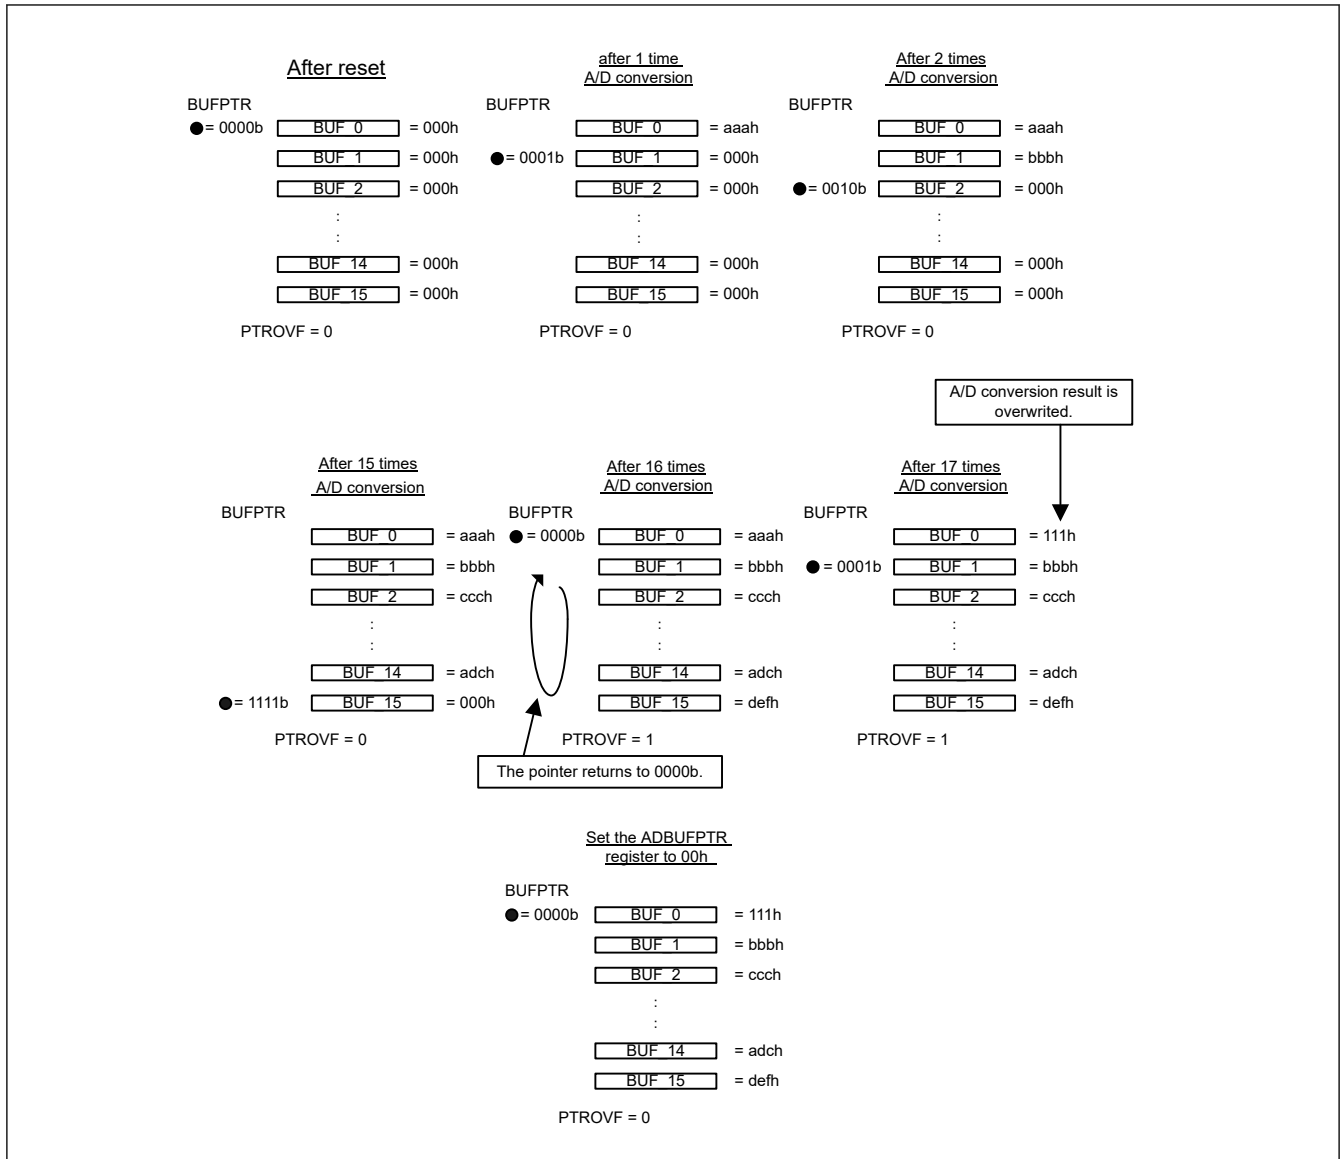 After reset
BUFPTR
= 0000b BUF_0 = 000h
BUF_1 = 000h
BUF_2 = 000h
:
:
BUF_14 = 000h
BUF_15 = 000h
PTROVF = 0
after 1 time
A/D conversion
BUFPTR
BUF_0 = aaah
= 0001b BUF_1 = 000h
BUF_2 = 000h
:
:
BUF_14 = 000h
BUF_15 = 000h
PTROVF = 0
After 2 times
A/D conversion
BUFPTR
BUF_0 = aaah
BUF_1 = bbbh
= 0010b BUF_2 = 000h
:
:
BUF_14 = 000h
BUF_15 = 000h
PTROVF = 0
After 15 times
A/D conversion
BUFPTR
BUF_0 = aaah
BUF_1 = bbbh
BUF_2 = ccch
:
:
BUF_14 = adch
= 1111b BUF_15 = 000h
PTROVF = 0
After 16 times
A/D conversion
BUFPTR
= 0000b BUF_0 = aaah
BUF_1 = bbbh
BUF_2 = ccch
:
:
BUF_14 = adch
BUF_15 = defh
PTROVF = 1
The pointer returns to 0000b.
A/D conversion result is
overwrited.
After 17 times
A/D conversion
BUFPTR
BUF_0 = 111h
= 0001b BUF_1 = bbbh
BUF_2 = ccch
:
:
BUF_14 = adch
BUF_15 = defh
PTROVF = 1
Set the ADBUFPTR
register to 00h
BUFPTR
= 0000b BUF_0 = 111h
BUF_1 = bbbh
BUF_2 = ccch
:
:
BUF_14 = adch
BUF_15 = defh
PTROVF = 0